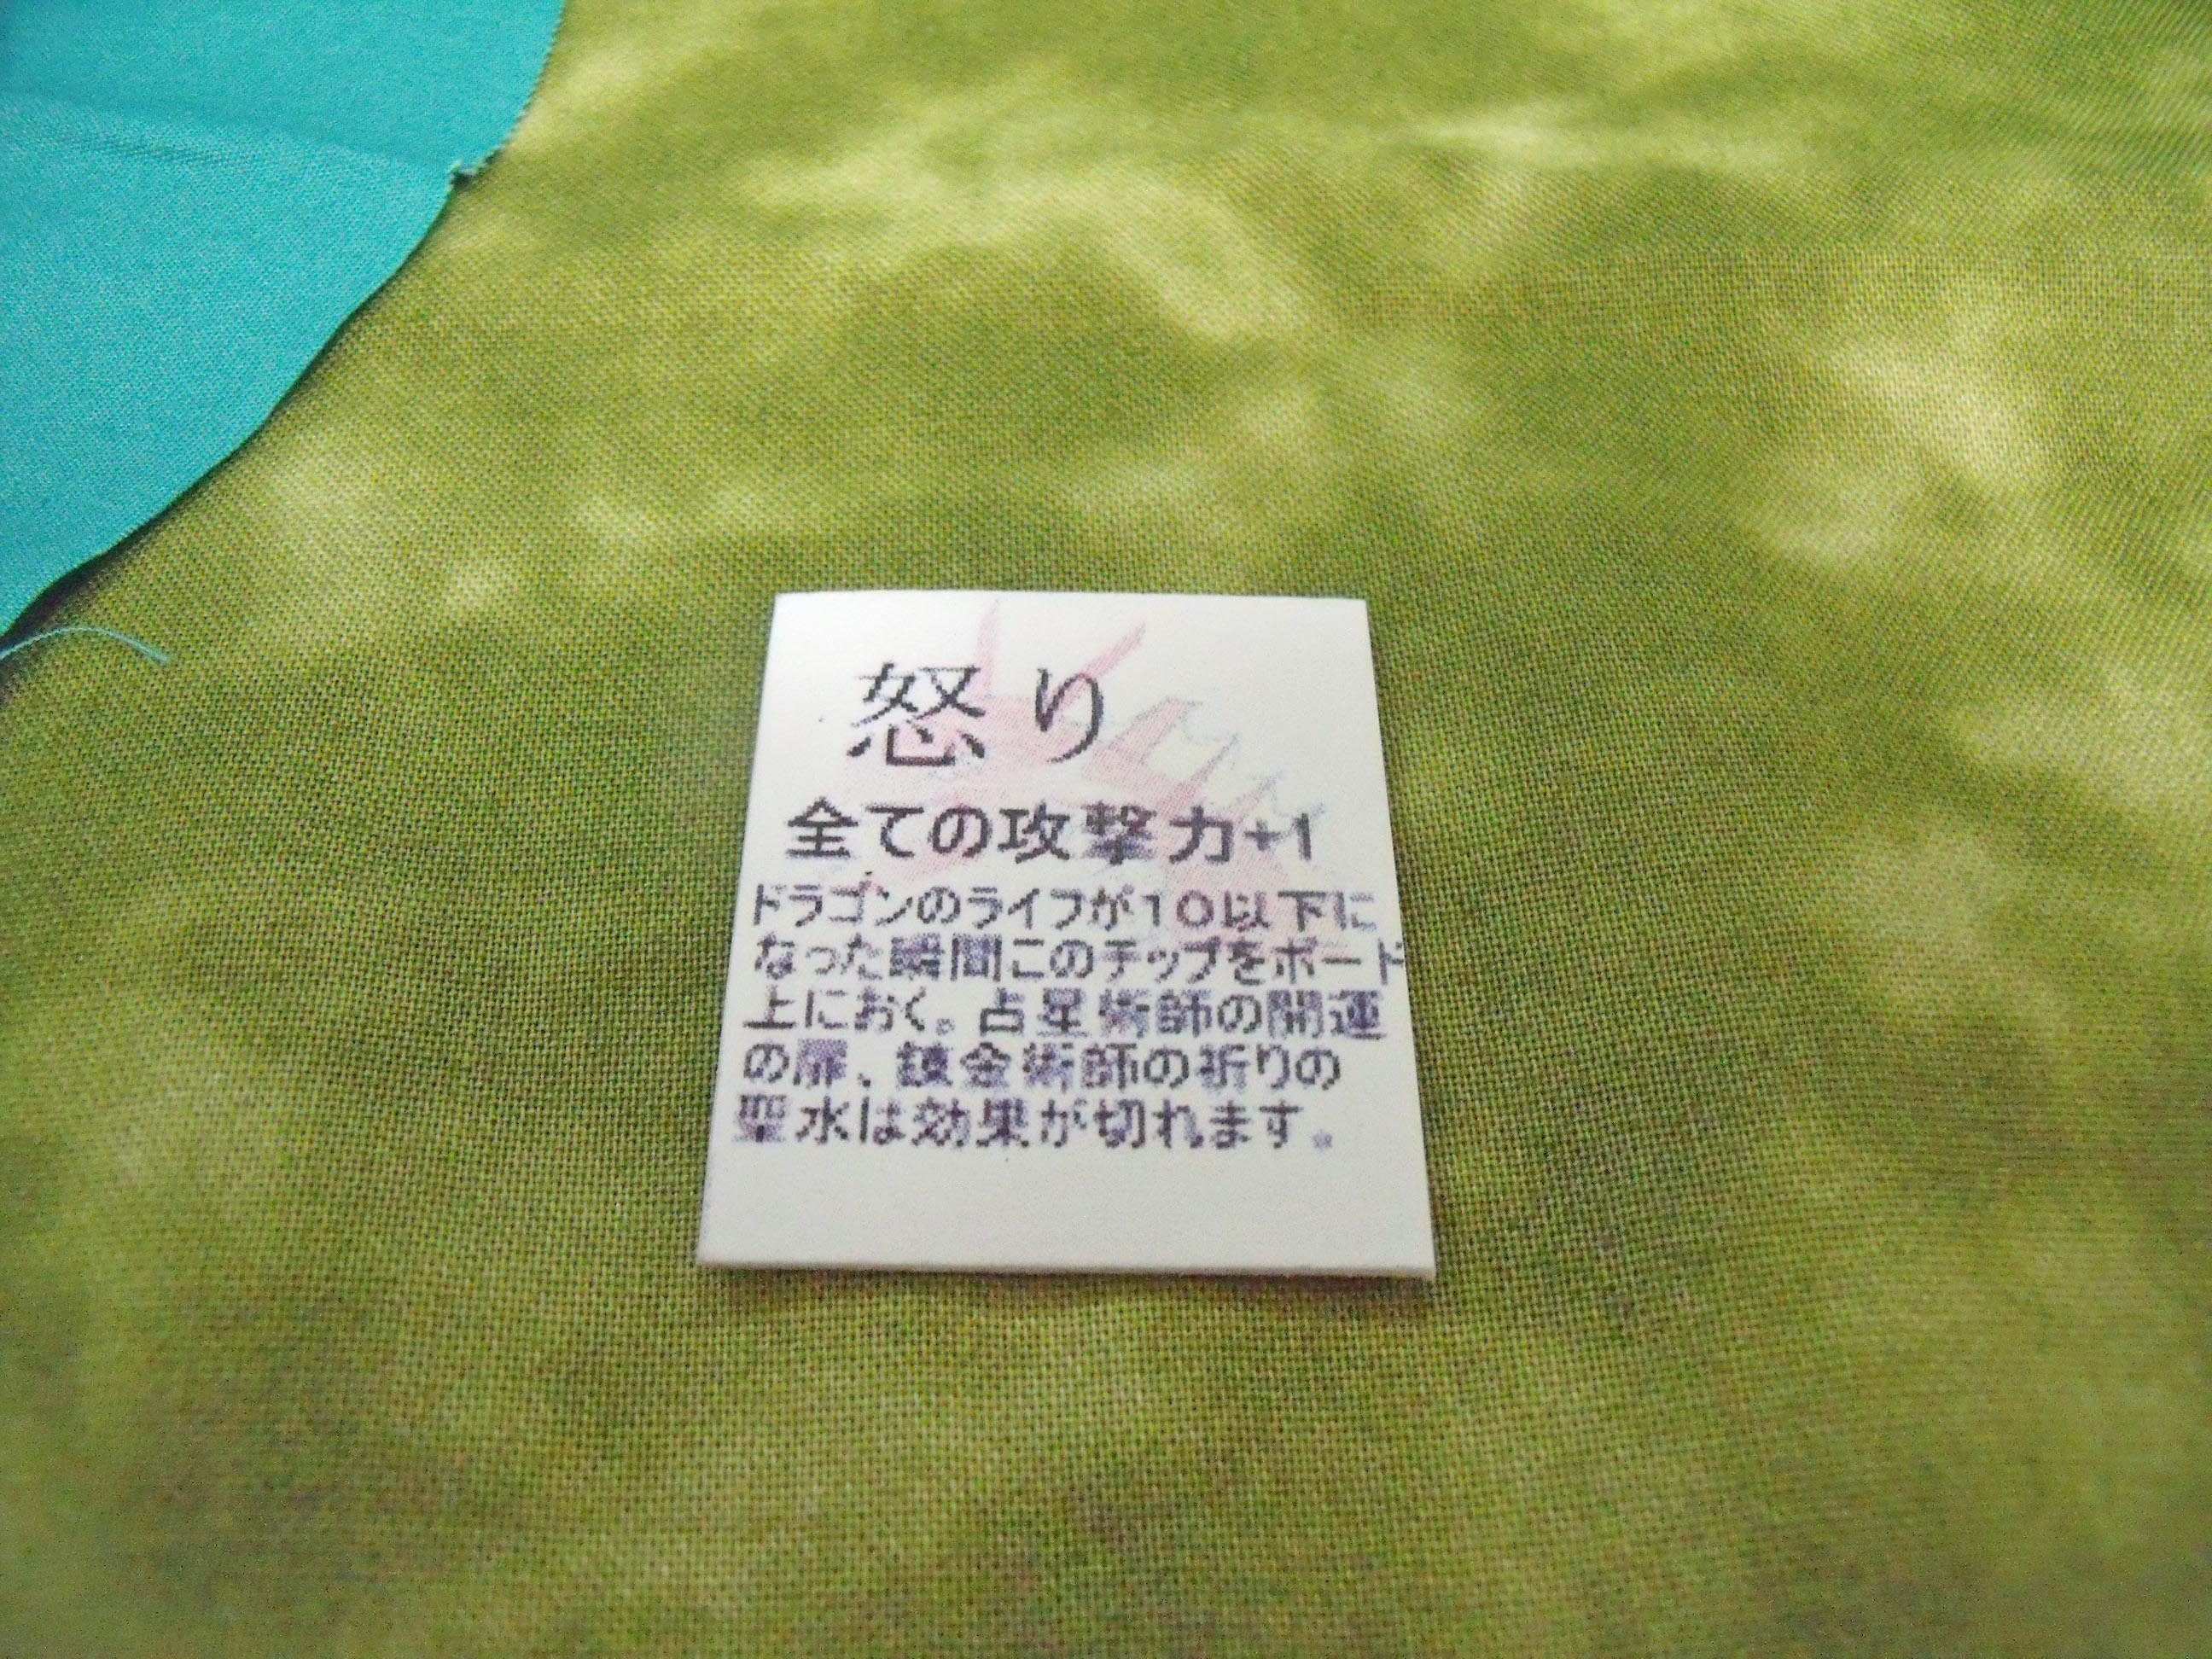 怒り
全ての攻撃力+1
ドラゴンのライフが10以下に
なった瞬間このチップをボード
上におく。占星術師の開運
の扉、錬金術師の祈りの
聖水は効果が切れます。